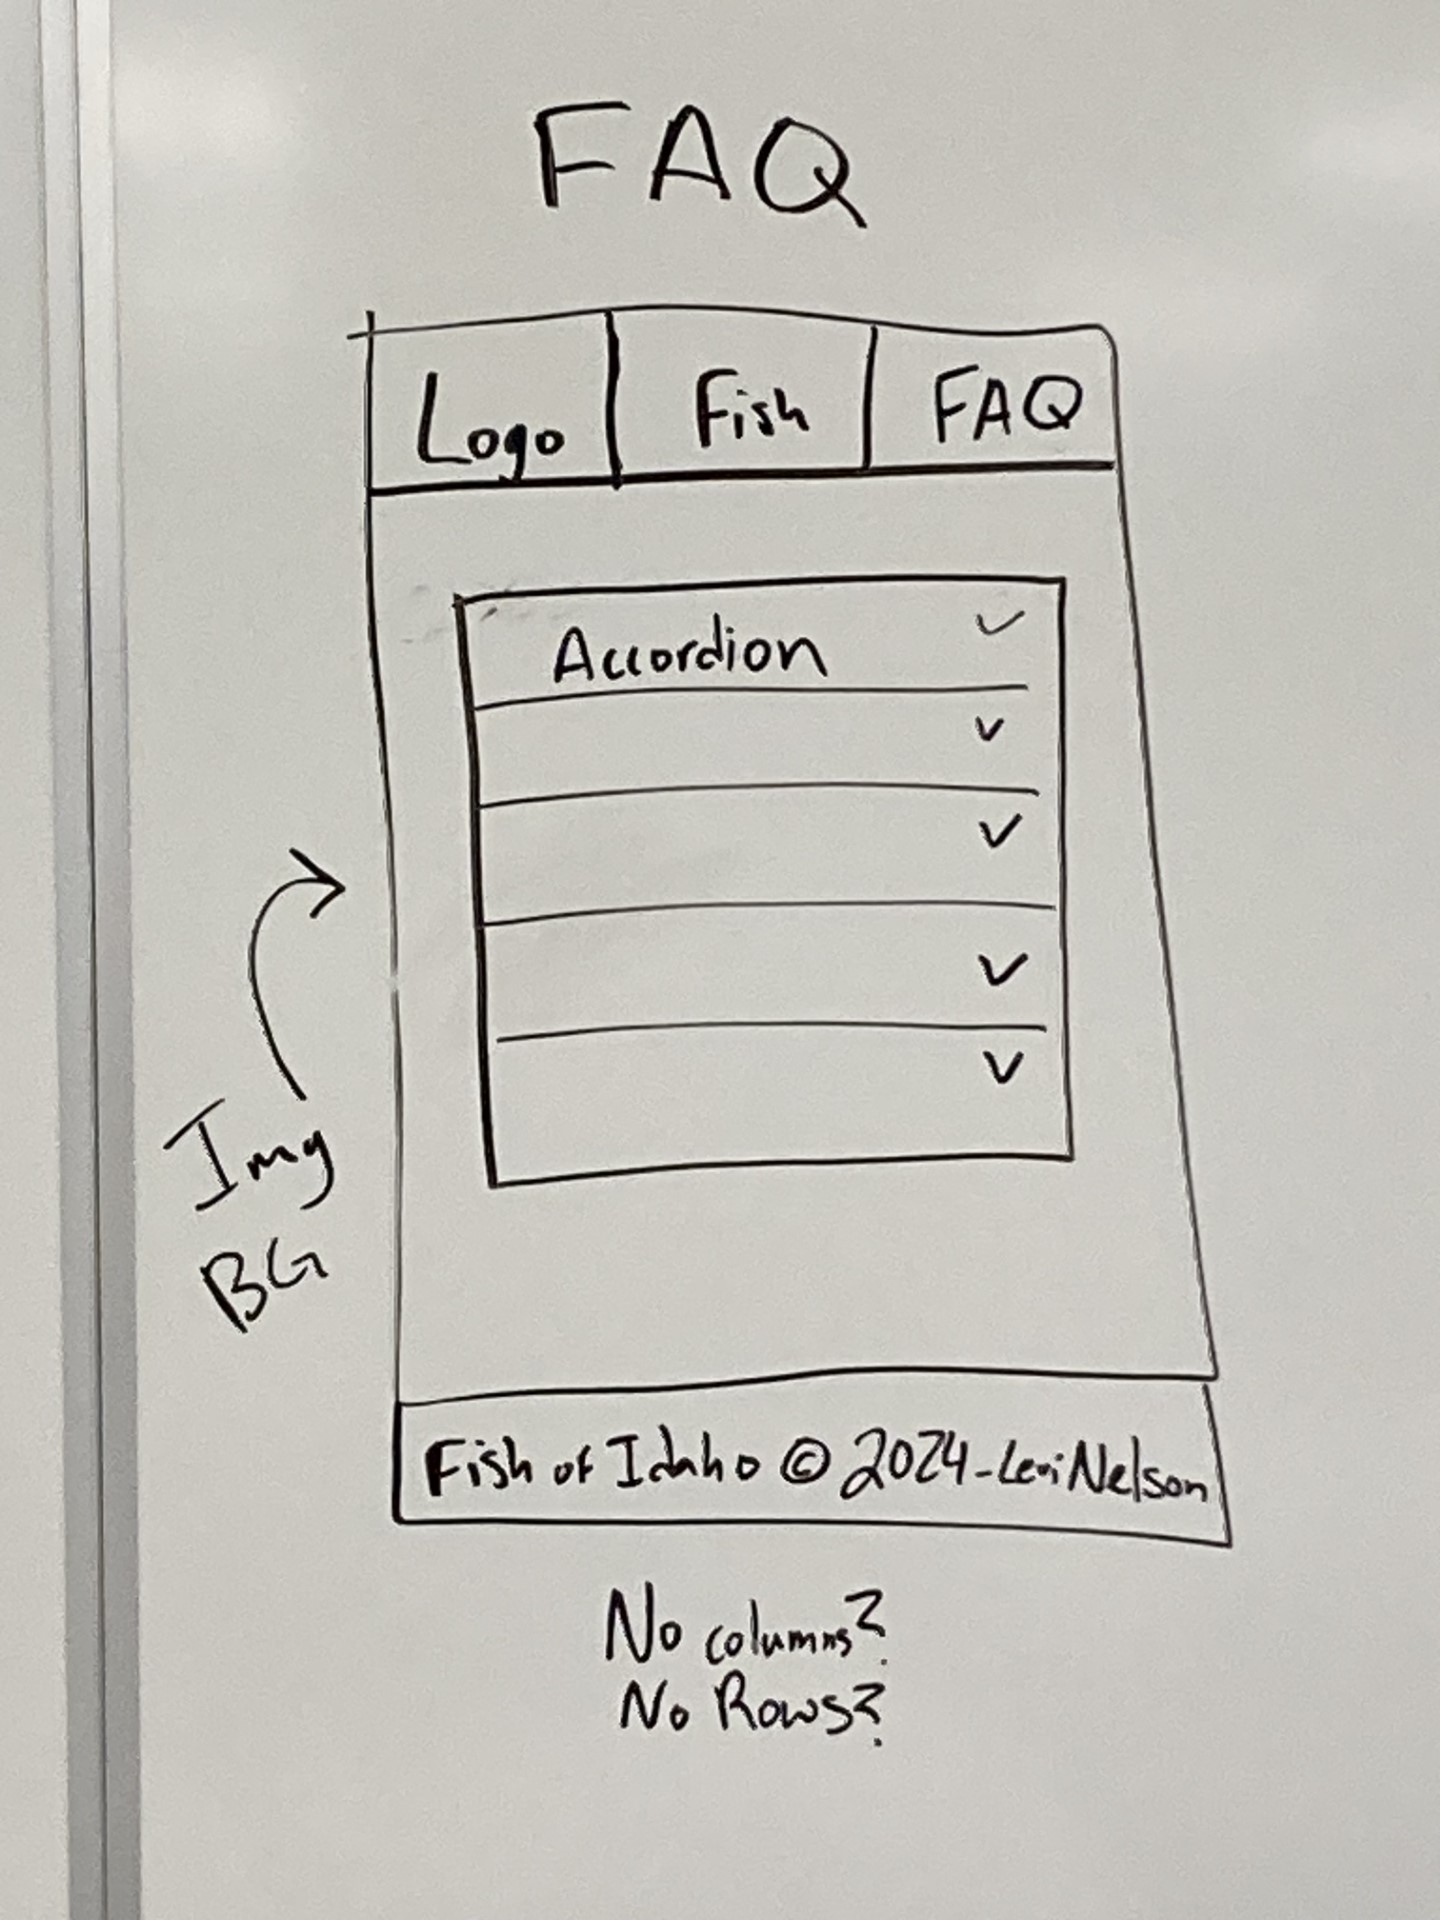 FAQ
Logo Fish FAQ
Accordion
Img
BG
Fish of Idaho © 2024-Levi Nelson
No columns?
No Rows?